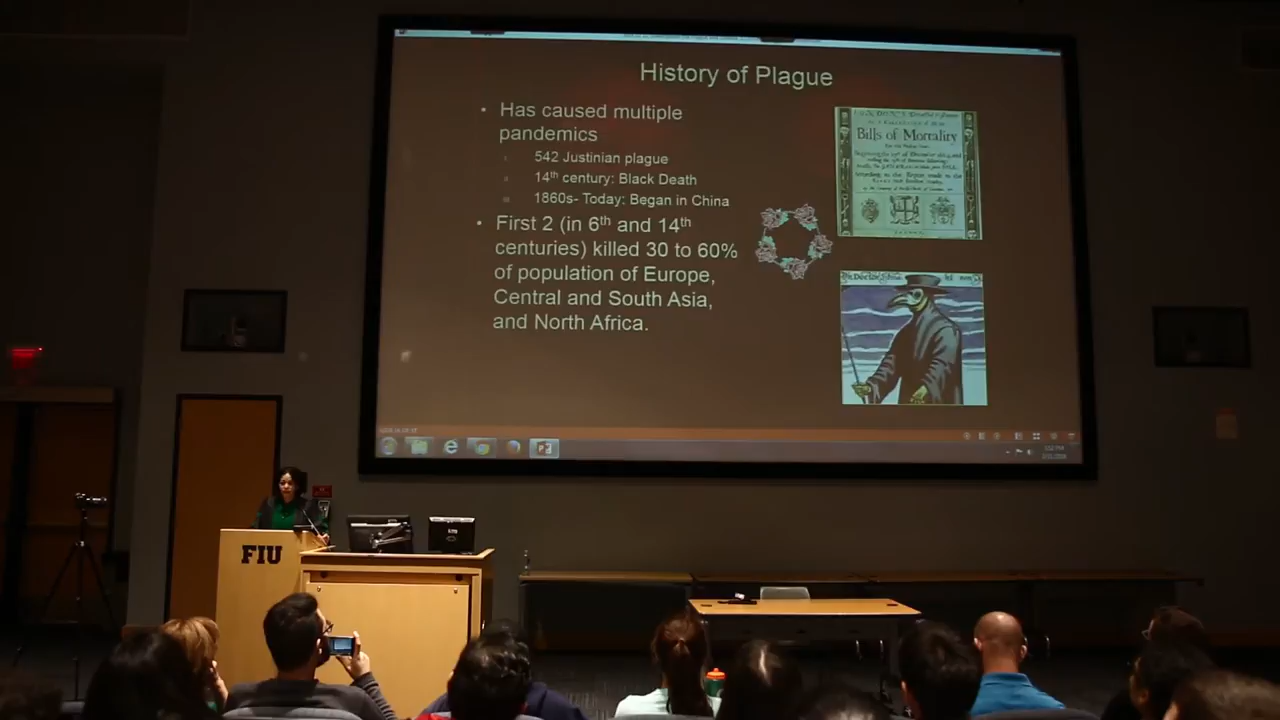 History of Plague
• Has caused multiple
pandemics
542 Justinian plague
14th century: Black Death
1860s- Today: Began in China
• First 2 (in 6th and 14th
centuries) killed 30 to 60%
of population of Europe,
Central and South Asia,
and North Africa.
Bills of Mortality
FIU